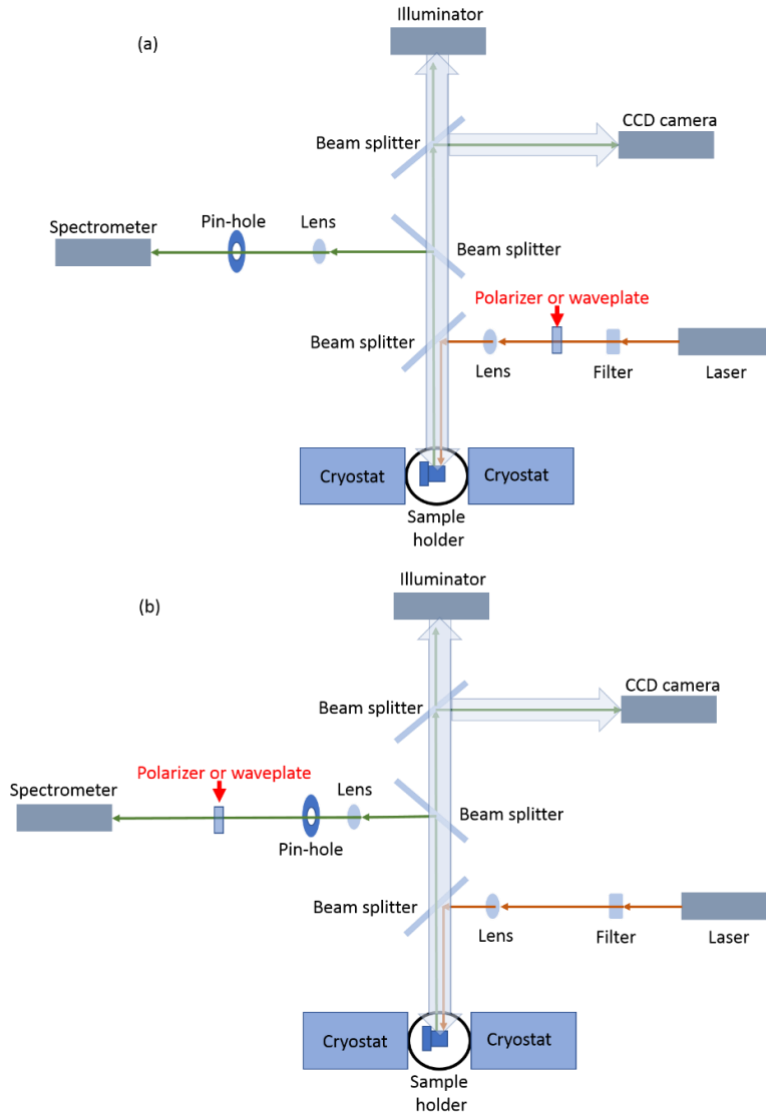 (a)
Illuminator
CCD camera
Beam splitter
Spectrometer
Pin-hole
Lens
Beam splitter
Polarizer or waveplate
Beam splitter
Lens
Filter
Laser
Cryostat
Cryostat
Sample
holder
(b)
Illuminator
CCD camera
Beam splitter
Polarizer or waveplate
Spectrometer
Lens
Pin-hole
Beam splitter
Beam splitter
Lens
Filter
Laser
Cryostat
Cryostat
Sample
holder